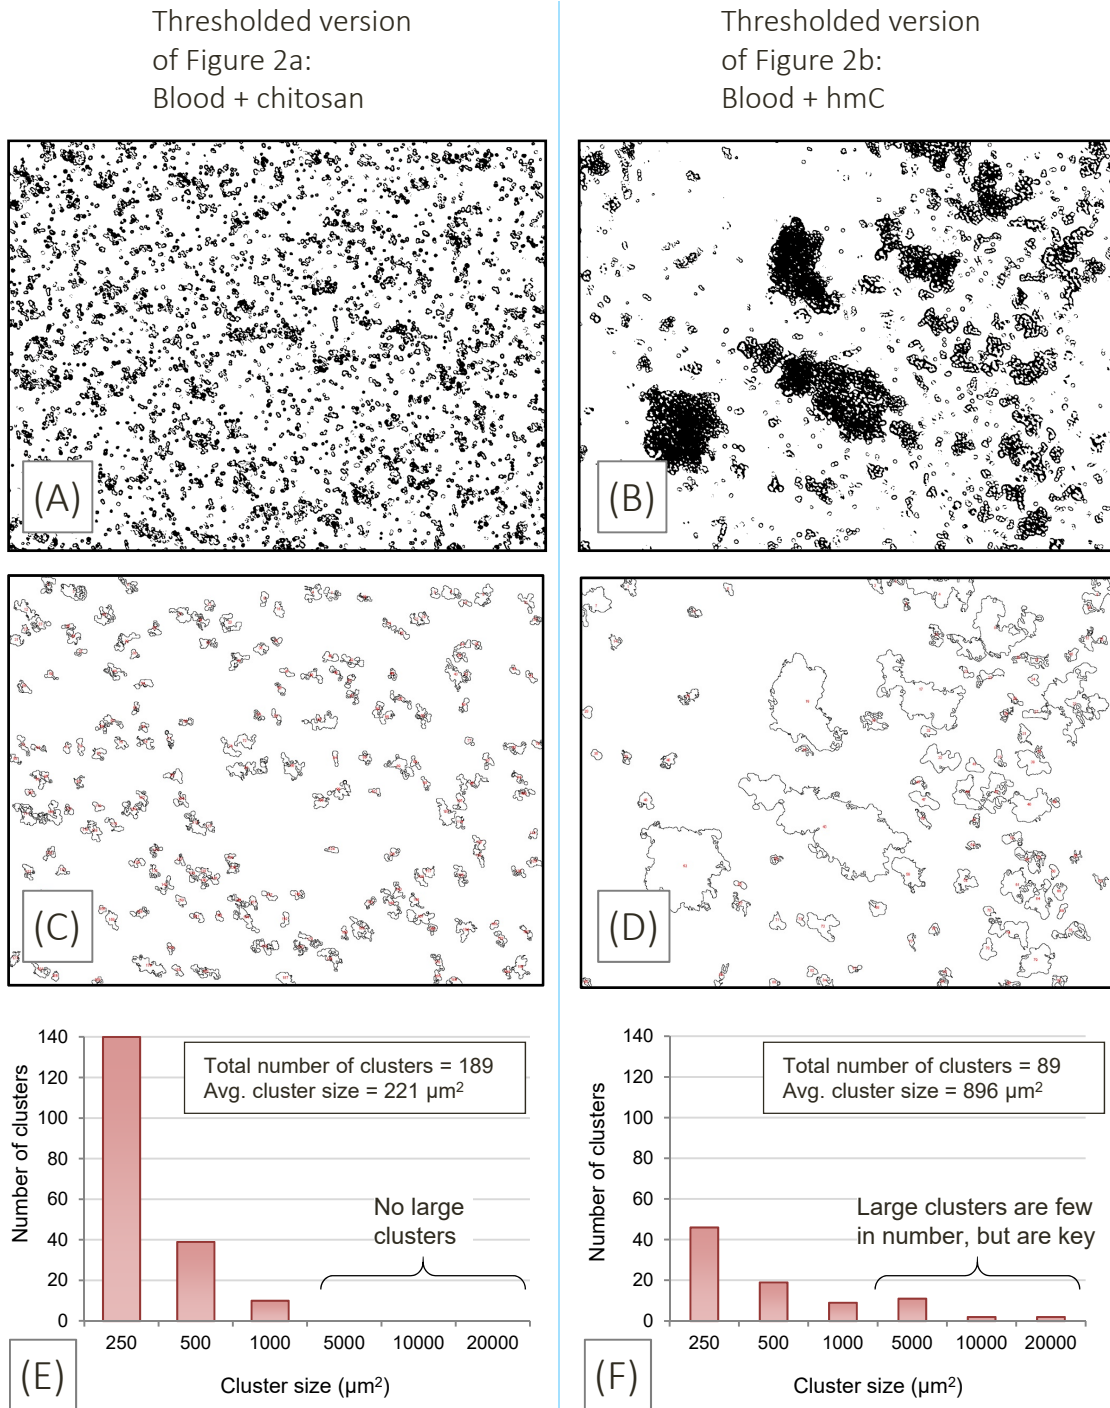 Thresholded version
of Figure 2a:
Blood + chitosan
Thresholded version
of Figure 2b:
Blood + hmC
(A)
(B)
(C)
(D)
140
120
100
80
60
40
20
0
Number of clusters
Total number of clusters = 189
Avg. cluster size = 221 µm²
No large
clusters
250 500 1000 5000 10000 20000
Cluster size (µm²)
(E)
140
120
100
80
60
40
20
0
Number of clusters
Total number of clusters = 89
Avg. cluster size = 896 µm²
Large clusters are few
in number, but are key
250 500 1000 5000 10000 20000
Cluster size (µm²)
(F)